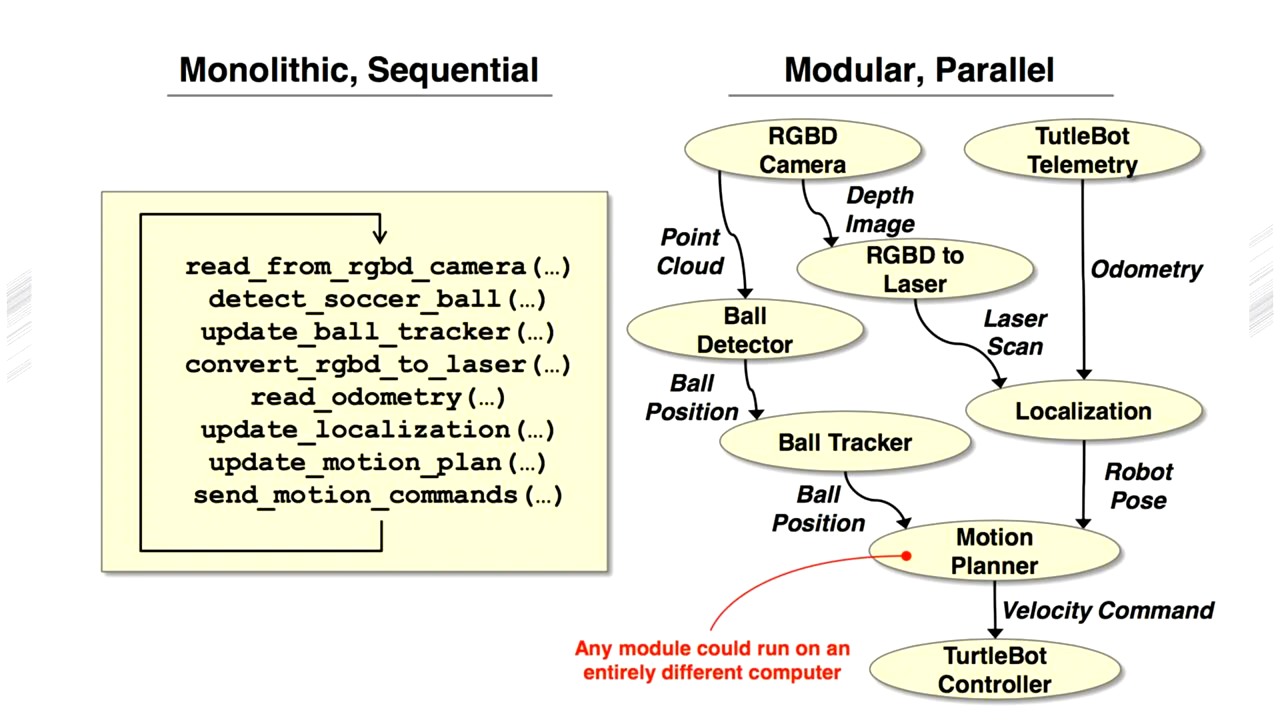 Monolithic, Sequential
read_from_rgbd_camera(…)
detect_soccer_ball(…)
update_ball_tracker(…)
convert_rgbd_to_laser(…)
read_odometry(…)
update_localization(…)
update_motion_plan(…)
send_motion_commands(…)
Modular, Parallel
RGBD
Camera
TutleBot
Telemetry
Depth
Image
Point
Cloud
RGBD to
Laser
Odometry
Ball
Detector
Laser
Scan
Ball
Position
Localization
Ball Tracker
Robot
Pose
Ball
Position
Motion
Planner
Velocity Command
Any module could run on an
entirely different computer
TurtleBot
Controller